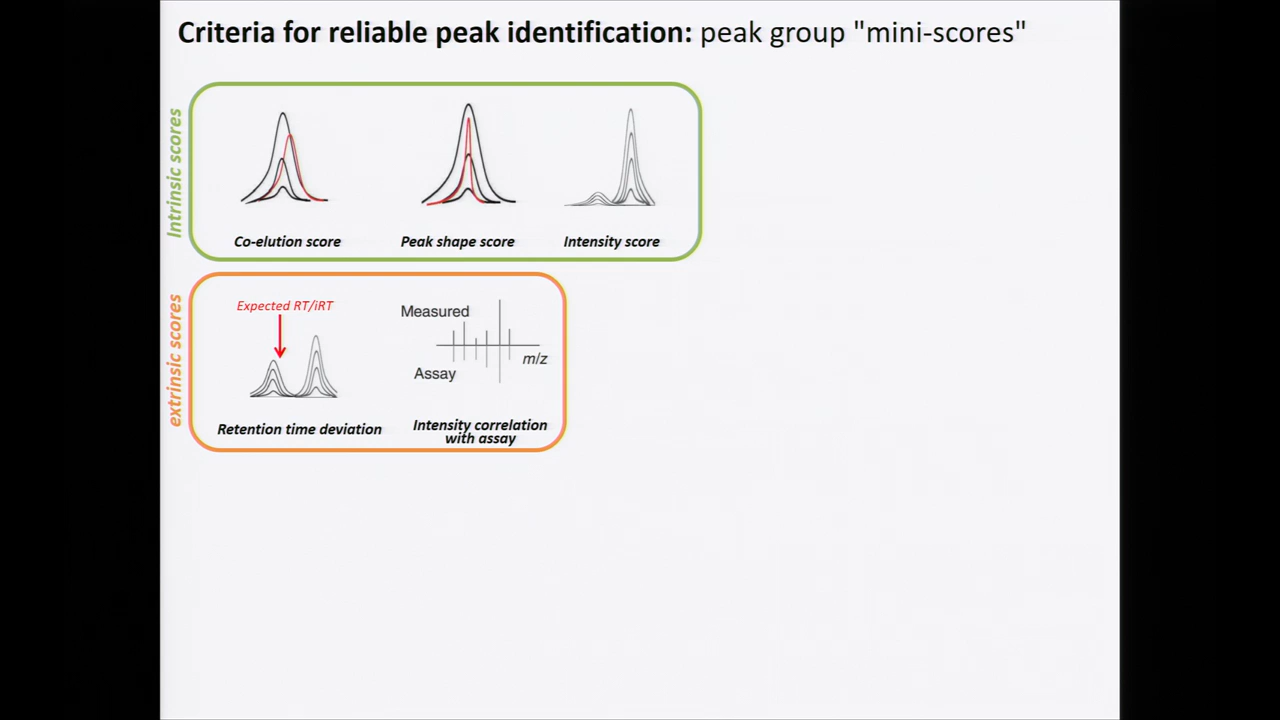 Criteria for reliable peak identification: peak group "mini-scores"
Intrinsic scores
Co-elution score
Peak shape score
Intensity score
extrinsic scores
Expected RT/iRT
Retention time deviation
Measured
m/z
Assay
Intensity correlation
with assay